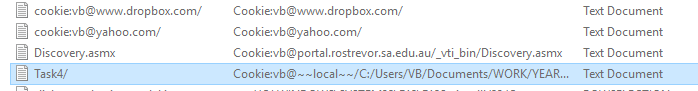 cookie:vb@www.dropbox.com/ Cookie:vb@www.dropbox.com/ Text Document
cookie:vb@yahoo.com/ Cookie:vb@yahoo.com/ Text Document
Discovery.asmx Cookie:vb@portal.rostrevor.sa.edu.au/_vti_bin/Discovery.asmx Text Document
Task4/ Cookie:vb@~~local~~/C:/Users/VB/Documents/WORK/YEAR... Text Document